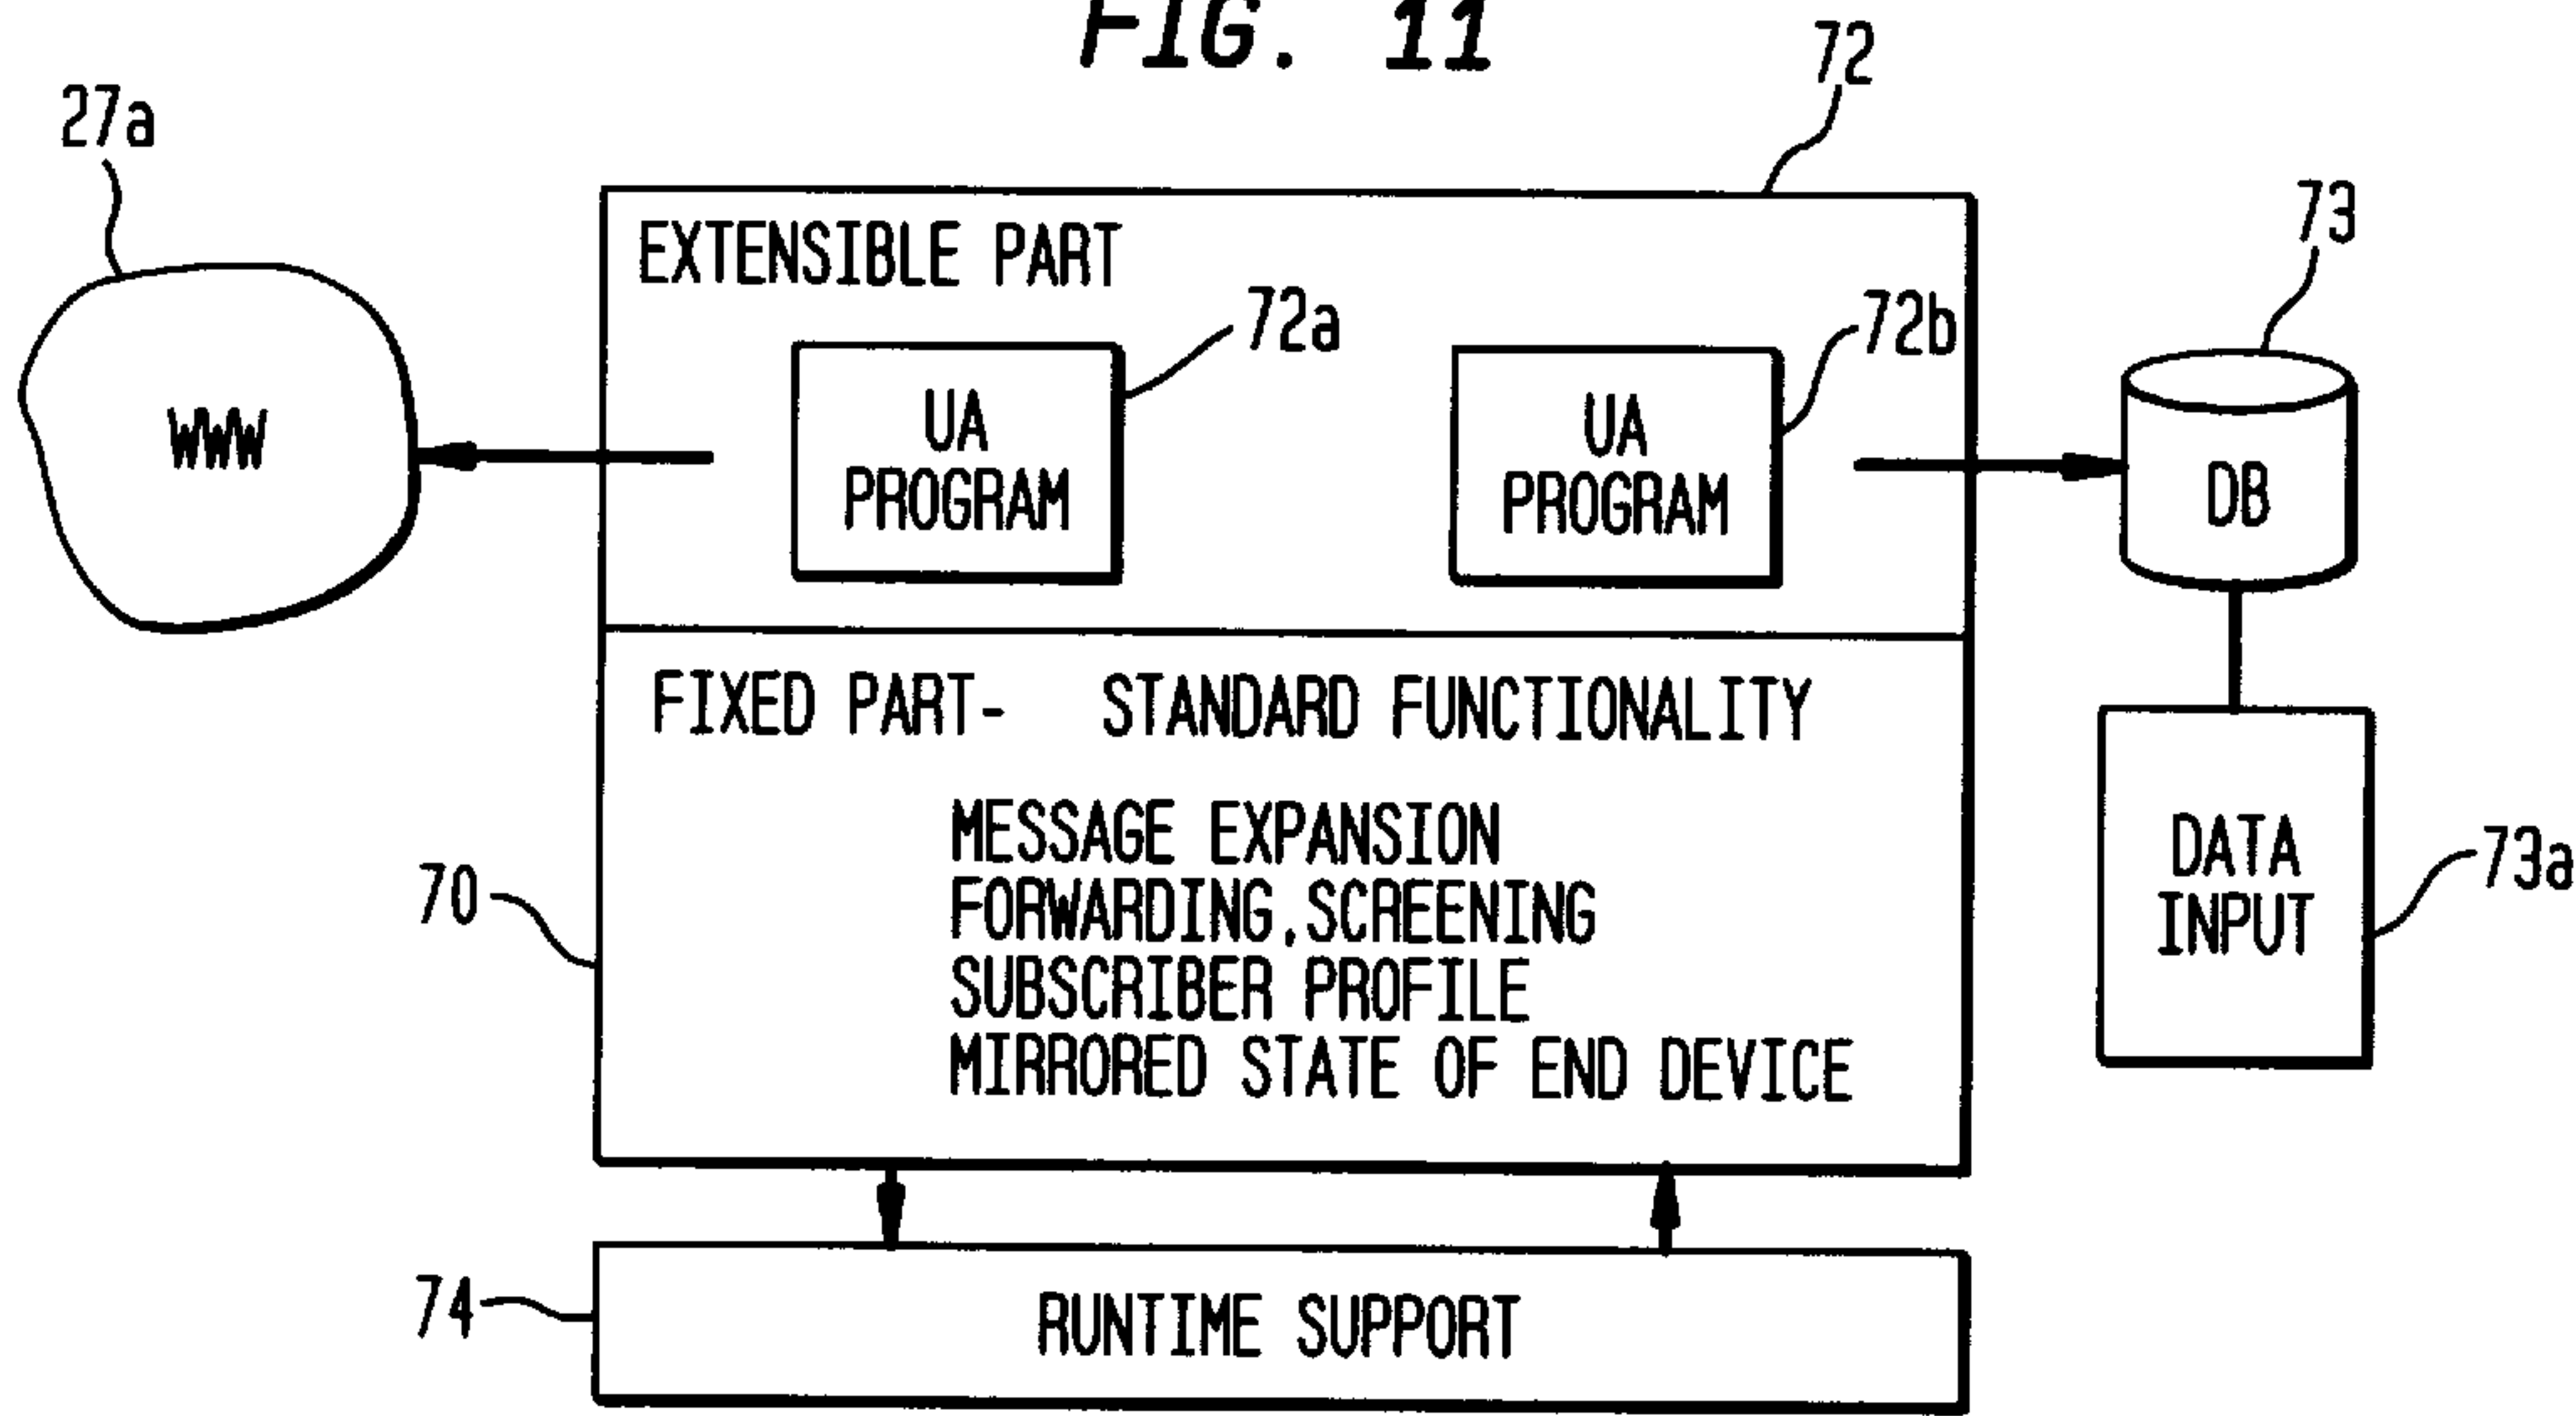 FIG. 11
72
27a
73
EXTENSIBLE PART
72a
72b
WWW
UA
PROGRAM
UA
PROGRAM
DB
FIXED PART- STANDARD FUNCTIONALITY
MESSAGE EXPANSION
FORWARDING,SCREENING
SUBSCRIBER PROFILE
MIRRORED STATE OF END DEVICE
70
DATA
INPUT
73a
74
RUNTIME SUPPORT